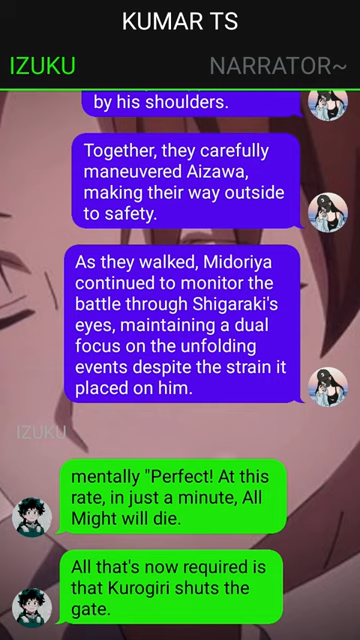 KUMAR TS
IZUKU
NARRATOR~
by his shoulders.
Together, they carefully
maneuvered Aizawa,
making their way outside
to safety.
As they walked, Midoriya
continued to monitor the
battle through Shigaraki's
eyes, maintaining a dual
focus on the unfolding
events despite the strain it
placed on him.
IZUKU
mentally "Perfect! At this
rate, in just a minute, All
Might will die.
All that's now required is
that Kurogiri shuts the
gate.